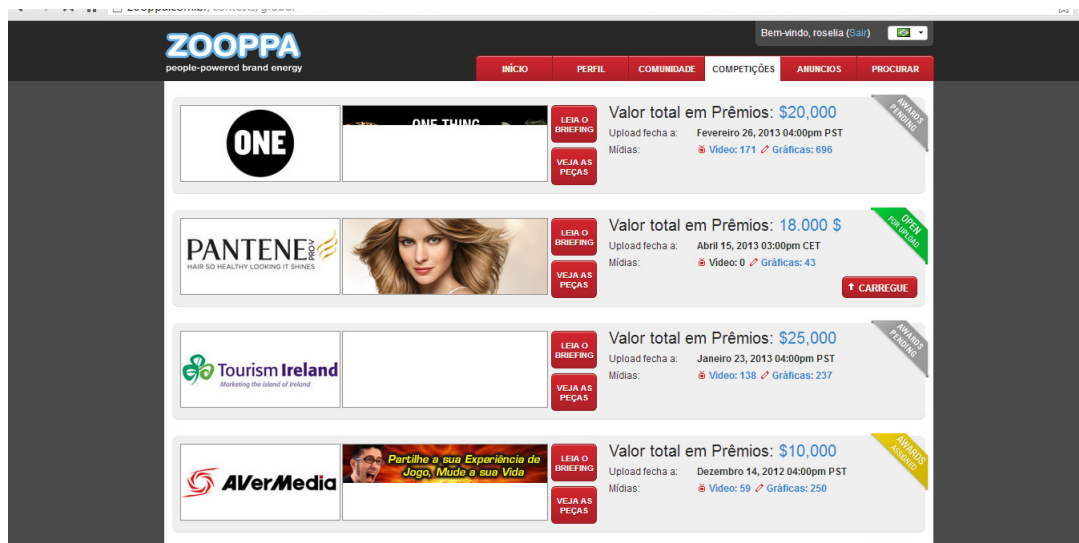 ZOOPPA
people-powered brand energy
Bem-vindo, roselia (Sair)
INÍCIO PERFIL COMUNIDADE COMPETIÇÕES ANUNCIOS PROCURAR
ONE
ONE THING
LEIA O
BRIEFING
VEJA AS
PEÇAS
Valor total em Prêmios: $20,000
Upload fecha a: Fevereiro 26, 2013 04:00pm PST
Mídias: Video: 171 Gráficas: 696
AWARDS
PENDING
PANTENE
PRO-V
HAIR SO HEALTHY LOOKING IT SHINES
LEIA O
BRIEFING
VEJA AS
PEÇAS
Valor total em Prêmios: 18.000 $
Upload fecha a: Abril 15, 2013 03:00pm CET
Mídias: Video: 0 Gráficas: 43
OPEN
FOR UPLOAD
CARREGUE
Tourism Ireland
Marketing the island of Ireland
LEIA O
BRIEFING
VEJA AS
PEÇAS
Valor total em Prêmios: $25,000
Upload fecha a: Janeiro 23, 2013 04:00pm PST
Mídias: Video: 138 Gráficas: 237
AWARDS
PENDING
AVerMedia
Partilhe a sua Experiência de
Jogo, Mude a sua Vida
LEIA O
BRIEFING
VEJA AS
PEÇAS
Valor total em Prêmios: $10,000
Upload fecha a: Dezembro 14, 2012 04:00pm PST
Mídias: Video: 59 Gráficas: 250
AWARDS
ASSIGNED